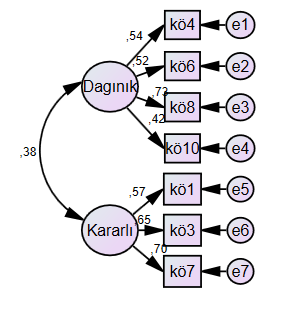 ,54
kö4
e1
,52
kö6
e2
Dagınık
,73
kö8
e3
,42
kö10
e4
,38
,57
kö1
e5
Kararlı
,65
kö3
e6
,70
kö7
e7